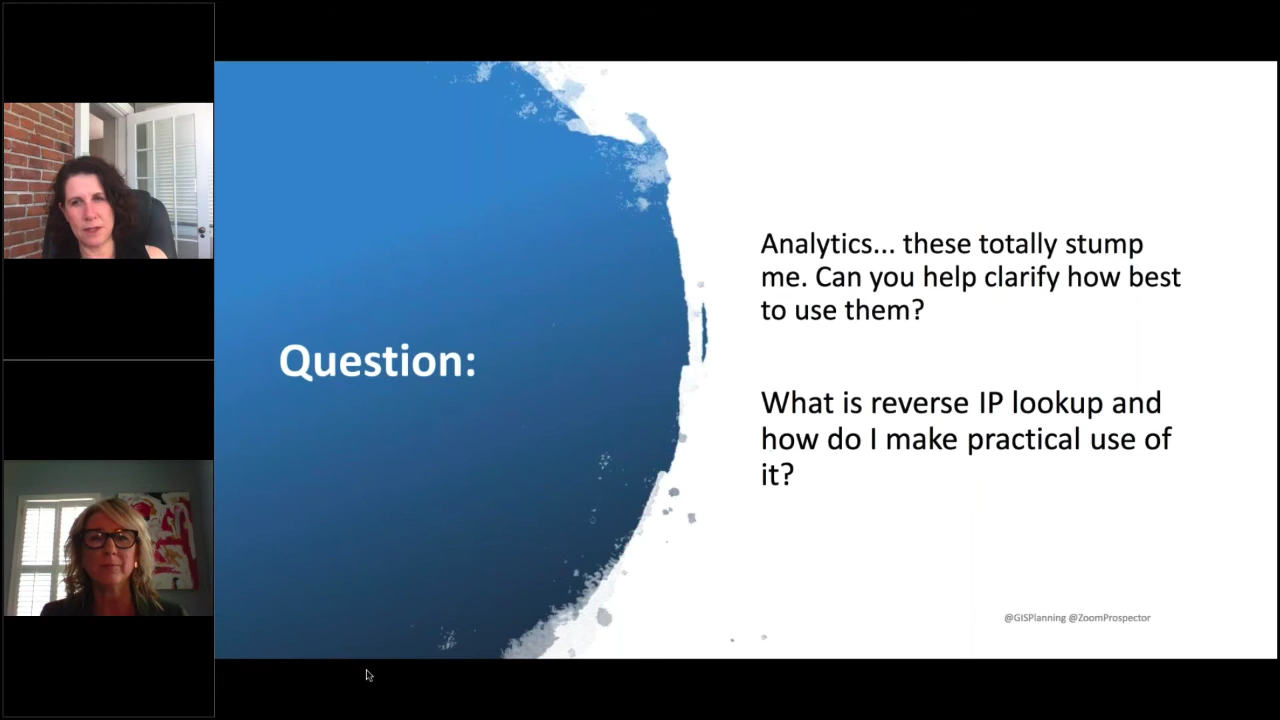 Question:
Analytics... these totally stump
me. Can you help clarify how best
to use them?
What is reverse IP lookup and
how do I make practical use of
it?
@GISPlanning @ZoomProspector